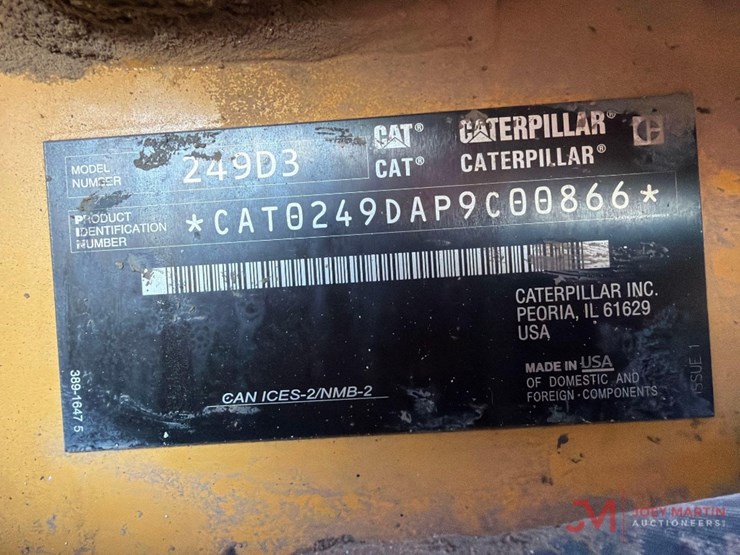 MODEL
NUMBER
249D3
CAT® CATERPILLAR®
CAT® CATERPILLAR®
PRODUCT
IDENTIFICATION
NUMBER
*CAT0249DAP9C00866*
CATERPILLAR INC.
PEORIA, IL 61629
USA
MADE IN USA
OF DOMESTIC AND
FOREIGN COMPONENTS
CAN ICES-2/NMB-2
389-1647 5
ISSUE 1
JM JOEY MARTIN
AUCTIONEERS